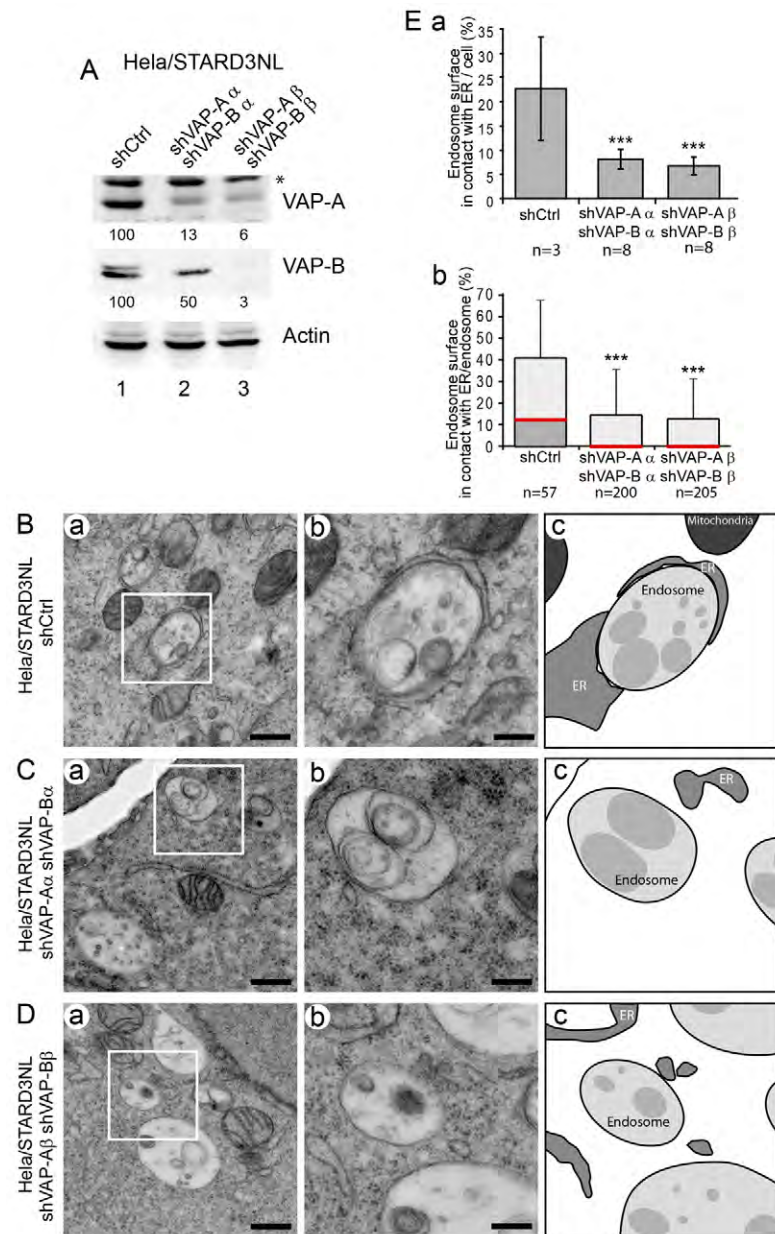 A
Hela/STARD3NL
shCtrl
shVAP-A α
shVAP-B α
shVAP-A β
shVAP-B β
*
VAP-A
100 13 6
VAP-B
100 50 3
Actin
1 2 3
E a
Endosome surface
in contact with ER / cell (%)
35
30
25
20
15
10
5
0
***
***
shCtrl
shVAP-A α
shVAP-B α
shVAP-A β
shVAP-B β
n=3
n=8
n=8
b
Endosome surface
in contact with ER/endosome (%)
70
60
50
40
30
20
10
0
***
***
shCtrl
shVAP-A α
shVAP-B α
shVAP-A β
shVAP-B β
n=57
n=200
n=205
B
Hela/STARD3NL
shCtrl
a
b
c
Mitochondria
ER
Endosome
ER
C
Hela/STARD3NL
shVAP-Aα shVAP-Bα
a
b
c
ER
Endosome
D
Hela/STARD3NL
shVAP-Aβ shVAP-Bβ
a
b
c
ER
Endosome